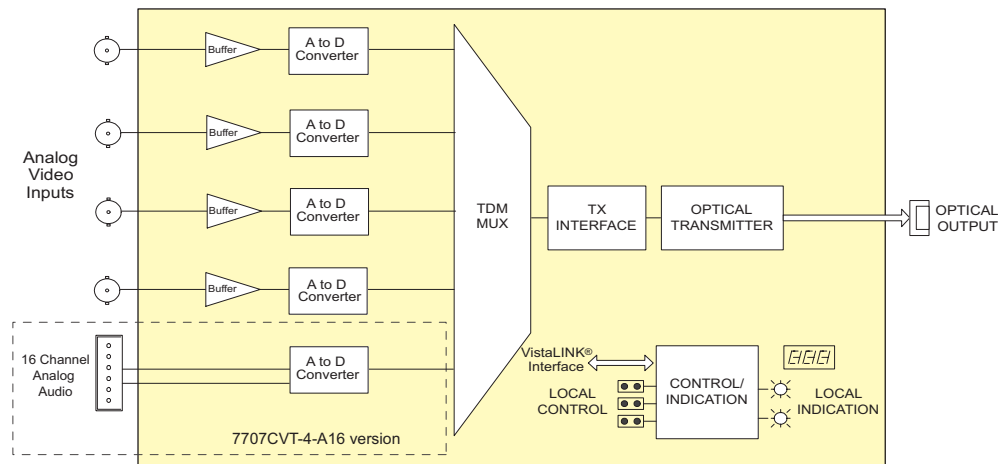 Analog
Video
Inputs
Buffer
A to D
Converter
Buffer
A to D
Converter
Buffer
A to D
Converter
Buffer
A to D
Converter
16 Channel
Analog
Audio
A to D
Converter
7707CVT-4-A16 version
TDM
MUX
TX
INTERFACE
OPTICAL
TRANSMITTER
OPTICAL
OUTPUT
VistaLINK®
Interface
LOCAL
CONTROL
CONTROL/
INDICATION
LOCAL
INDICATION